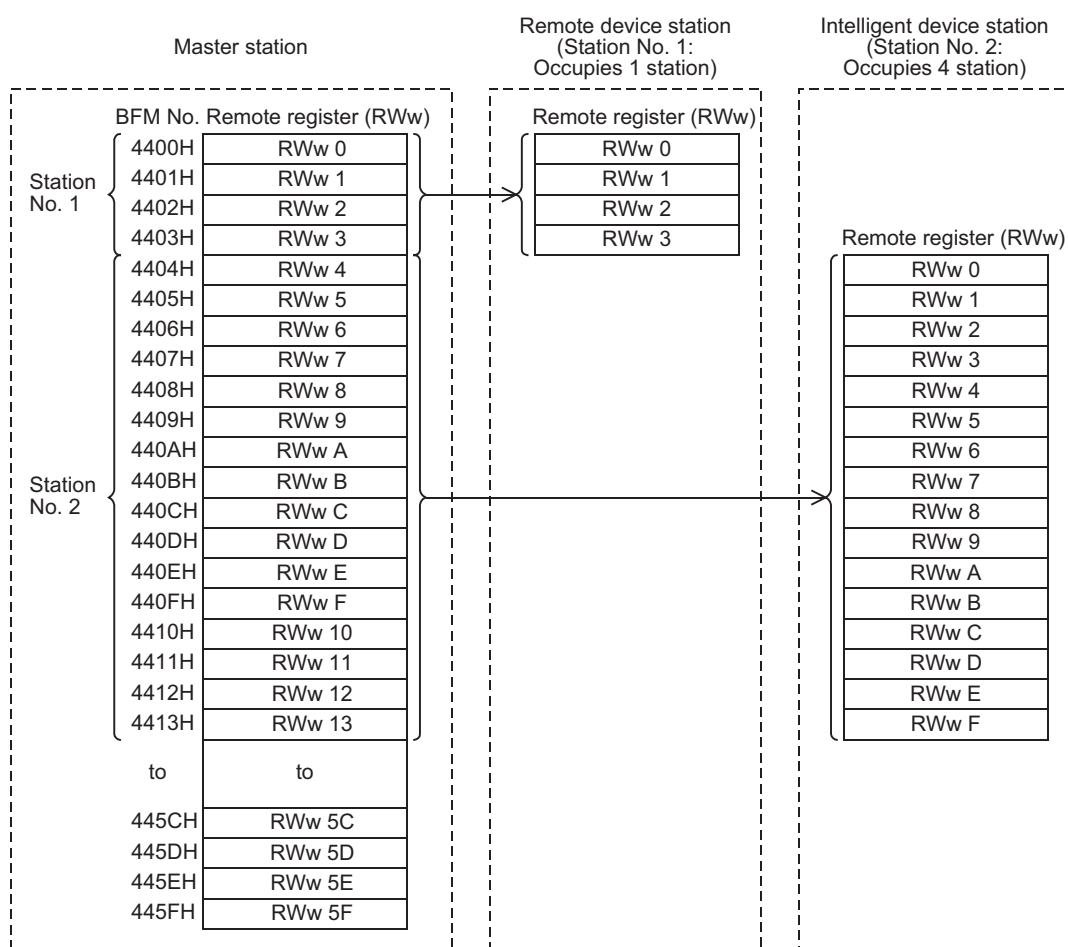 Master station
Remote device station
(Station No. 1:
Occupies 1 station)
Intelligent device station
(Station No. 2:
Occupies 4 station)
BFM No. Remote register (RWw)
Station
No. 1
4400H RWw 0
4401H RWw 1
4402H RWw 2
4403H RWw 3
Station
No. 2
4404H RWw 4
4405H RWw 5
4406H RWw 6
4407H RWw 7
4408H RWw 8
4409H RWw 9
440AH RWw A
440BH RWw B
440CH RWw C
440DH RWw D
440EH RWw E
440FH RWw F
4410H RWw 10
4411H RWw 11
4412H RWw 12
4413H RWw 13
to to
445CH RWw 5C
445DH RWw 5D
445EH RWw 5E
445FH RWw 5F
Remote register (RWw)
RWw 0
RWw 1
RWw 2
RWw 3
Remote register (RWw)
RWw 0
RWw 1
RWw 2
RWw 3
RWw 4
RWw 5
RWw 6
RWw 7
RWw 8
RWw 9
RWw A
RWw B
RWw C
RWw D
RWw E
RWw F